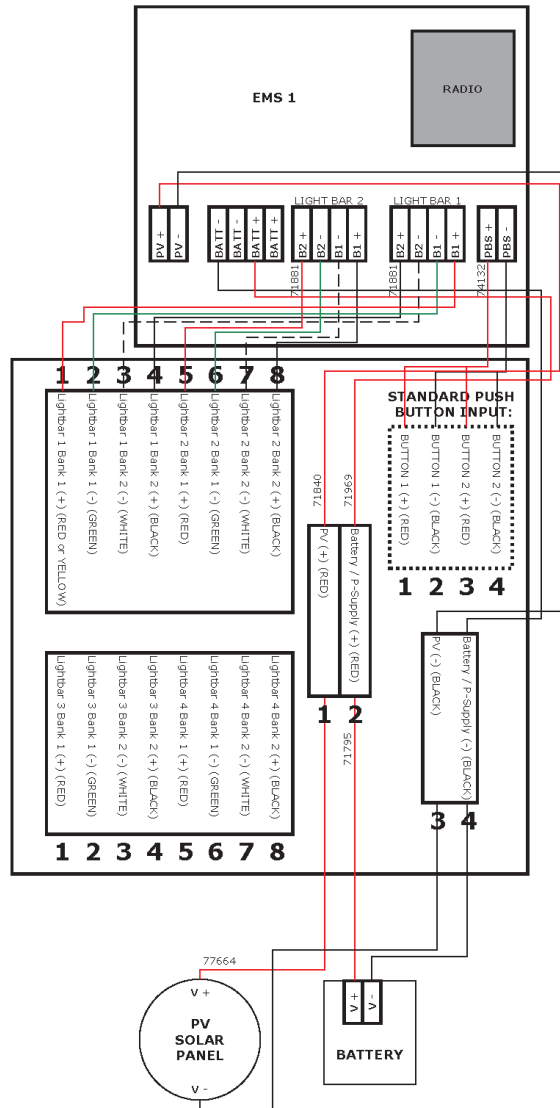 EMS 1
RADIO
LIGHT BAR 2
LIGHT BAR 1
PV +
PV -
BATT -
BATT -
BATT +
BATT +
B2 +
B2 -
B1 -
B1 +
B2 +
B2 -
B1 -
B1 +
PBS +
PBS -
71881
71881
74132
1 2 3 4 5 6 7 8
Lightbar 1 Bank 1 (+) (RED or YELLOW)
Lightbar 1 Bank 1 (-) (GREEN)
Lightbar 1 Bank 2 (-) (WHITE)
Lightbar 1 Bank 2 (+) (BLACK)
Lightbar 2 Bank 1 (+) (RED)
Lightbar 2 Bank 1 (-) (GREEN)
Lightbar 2 Bank 2 (-) (WHITE)
Lightbar 2 Bank 2 (+) (BLACK)
STANDARD PUSH
BUTTON INPUT:
BUTTON 1 (+) (RED)
BUTTON 1 (-) (BLACK)
BUTTON 2 (+) (RED)
BUTTON 2 (-) (BLACK)
1 2 3 4
71840
71969
PV (+) (RED)
Battery / P-Supply (+) (RED)
1 2
71795
PV (-) (BLACK)
Battery / P-Supply (-) (BLACK)
3 4
Lightbar 3 Bank 1 (+) (RED)
Lightbar 3 Bank 1 (-) (GREEN)
Lightbar 3 Bank 2 (-) (WHITE)
Lightbar 3 Bank 2 (+) (BLACK)
Lightbar 4 Bank 1 (+) (RED)
Lightbar 4 Bank 1 (-) (GREEN)
Lightbar 4 Bank 2 (-) (WHITE)
Lightbar 4 Bank 2 (+) (BLACK)
1 2 3 4 5 6 7 8
77664
V +
PV
SOLAR
PANEL
V -
V +
V -
BATTERY